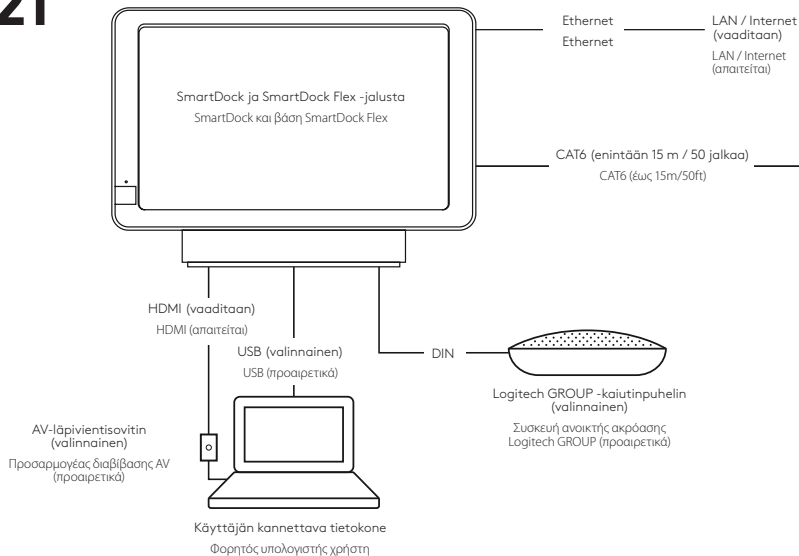 21
Ethernet
Ethernet
LAN / Internet
(vaaditaan)
LAN / Internet
(απαιτείται)
SmartDock ja SmartDock Flex -jalusta
SmartDock και βάση SmartDock Flex
CAT6 (enintään 15 m / 50 jalkaa)
CAT6 (έως 15m/50ft)
HDMI (vaaditaan)
HDMI (απαιτείται)
USB (valinnainen)
USB (προαιρετικά)
DIN
Logitech GROUP -kaiutinpuhelin
(valinnainen)
Συσκευή ανοικτής ακρόασης
Logitech GROUP (προαιρετικά)
AV-läpivientisovitin
(valinnainen)
Προσαρμογέας διαβίβασης AV
(προαιρετικά)
Käyttäjän kannettava tietokone
Φορητός υπολογιστής χρήστη